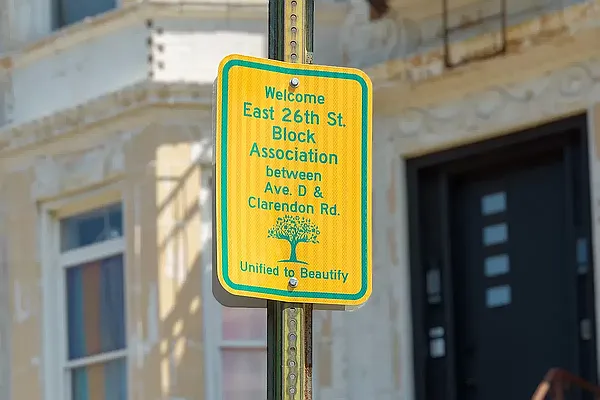 Welcome
East 26th St.
Block
Association
between
Ave. D &
Clarendon Rd.
Unified to Beautify